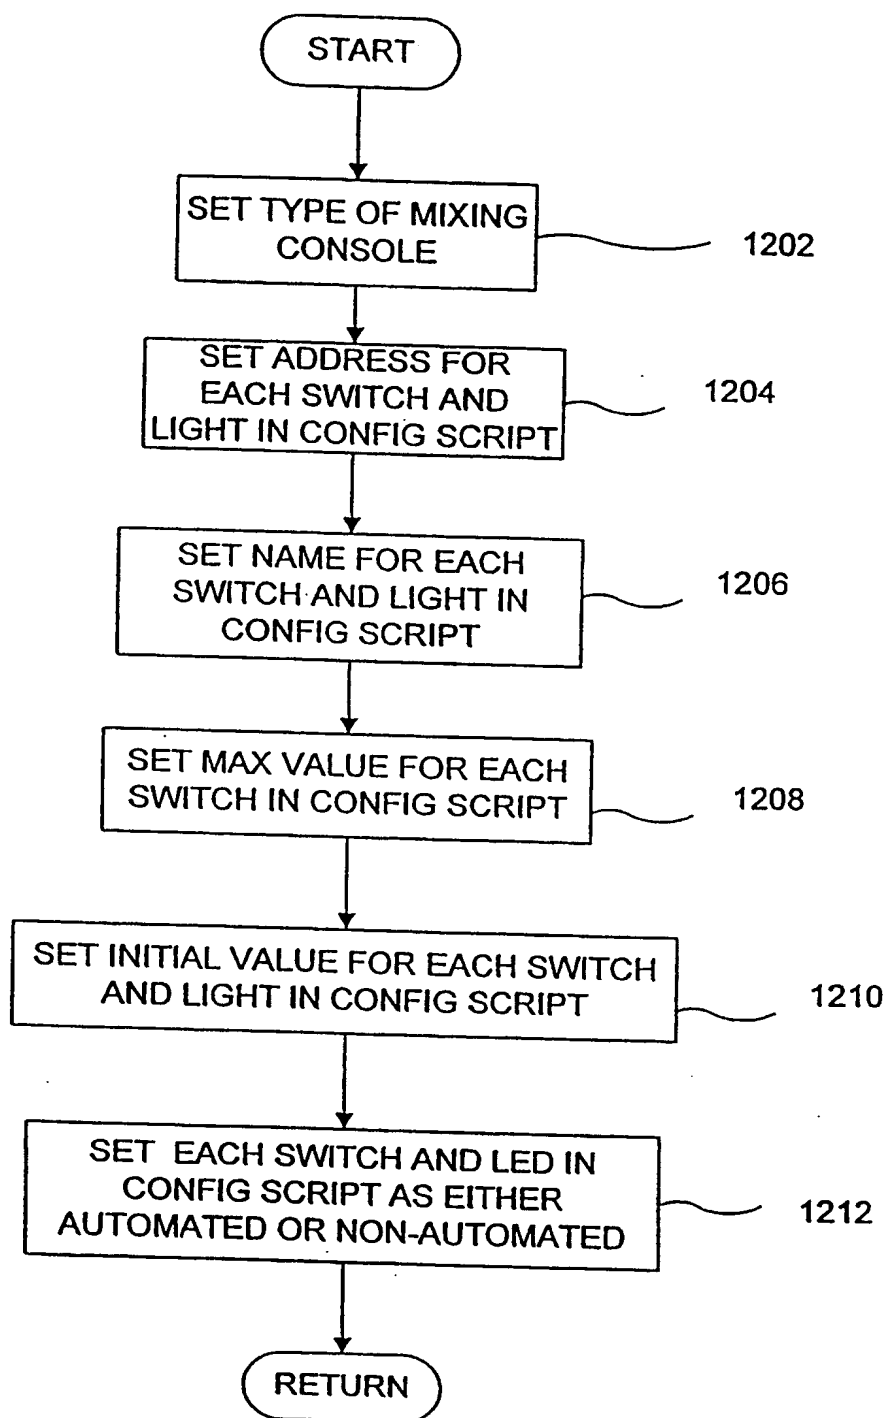 START
SET TYPE OF MIXING
CONSOLE
1202
SET ADDRESS FOR
EACH SWITCH AND
LIGHT IN CONFIG SCRIPT
1204
SET NAME FOR EACH
SWITCH AND LIGHT IN
CONFIG SCRIPT
1206
SET MAX VALUE FOR EACH
SWITCH IN CONFIG SCRIPT
1208
SET INITIAL VALUE FOR EACH SWITCH
AND LIGHT IN CONFIG SCRIPT
1210
SET EACH SWITCH AND LED IN
CONFIG SCRIPT AS EITHER
AUTOMATED OR NON-AUTOMATED
1212
RETURN